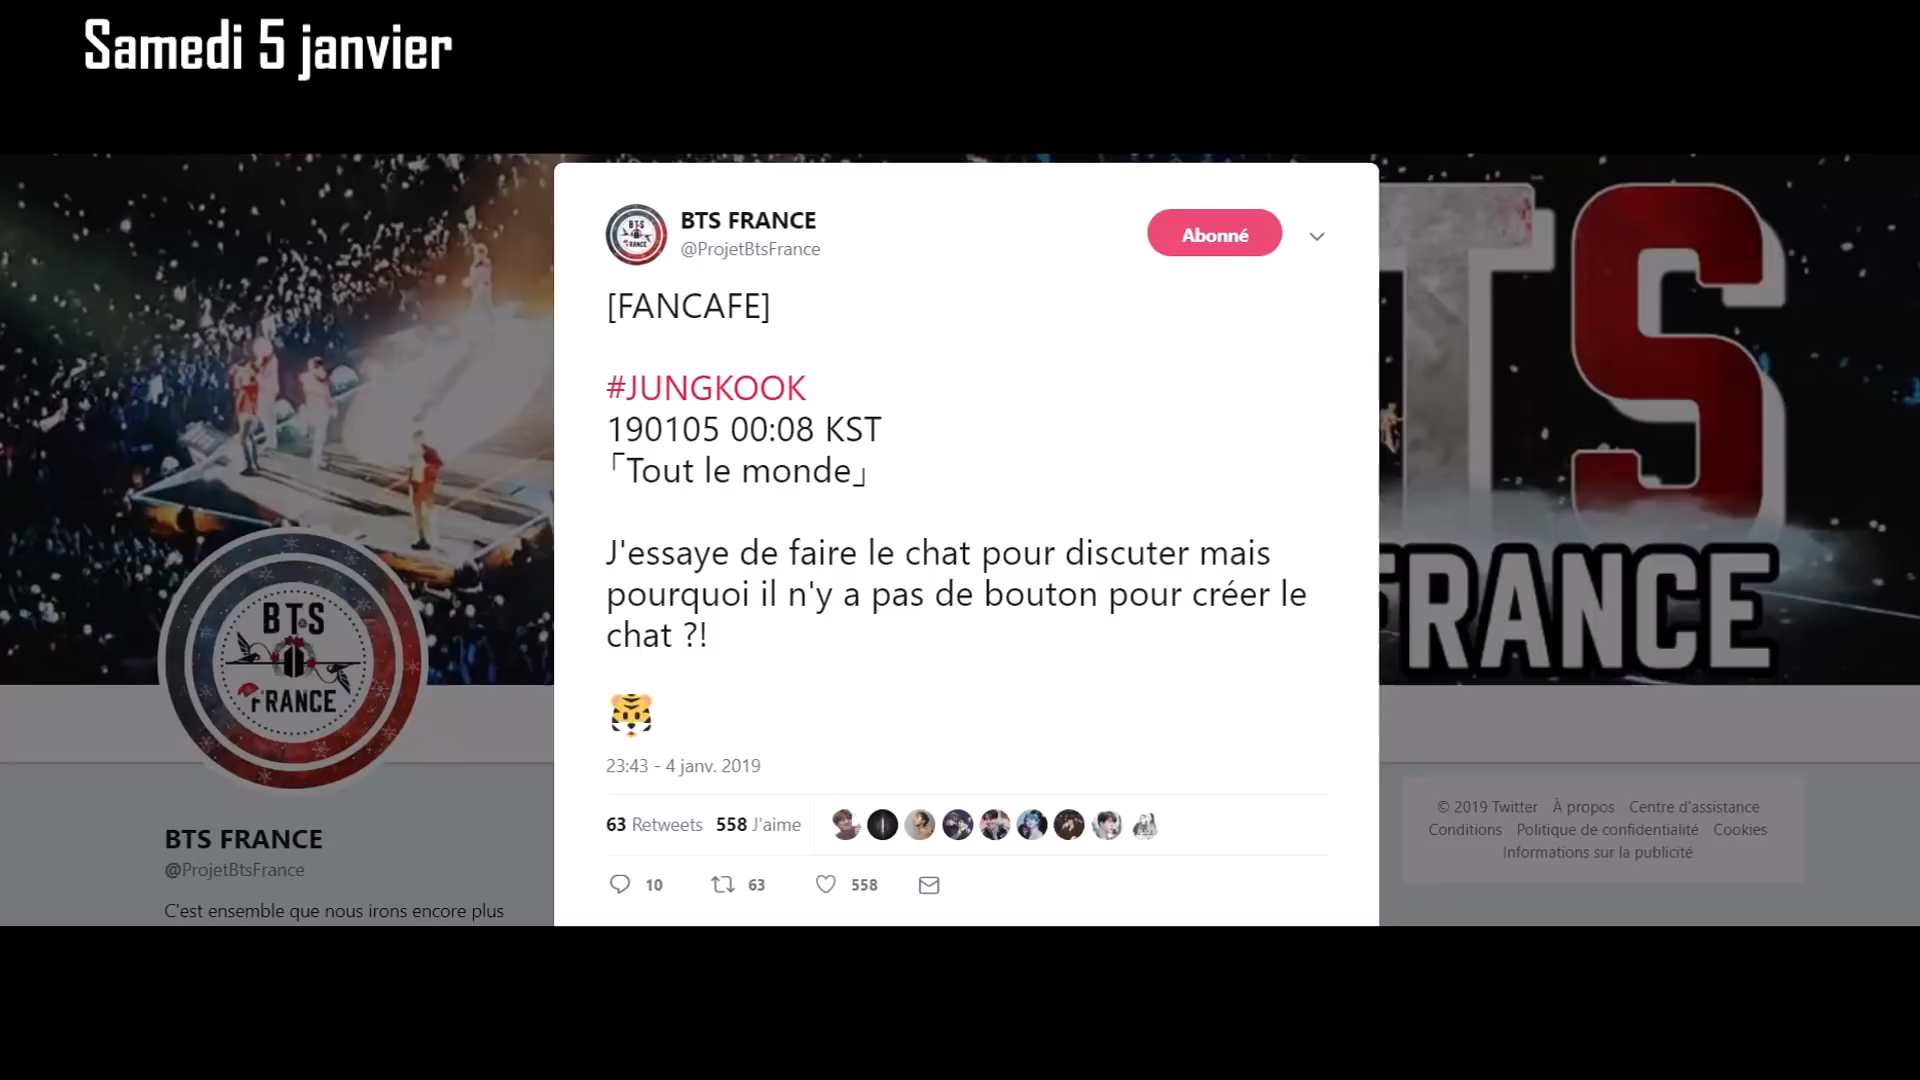 Samedi 5 janvier
BTS FRANCE
@ProjetBtsFrance
Abonné
[FANCAFE]
#JUNGKOOK
190105 00:08 KST
「Tout le monde」
J'essaye de faire le chat pour discuter mais
pourquoi il n'y a pas de bouton pour créer le
chat ?!
23:43 - 4 janv. 2019
63 Retweets 558 J'aime
10 63 558
BTS
FRANCE
BTS FRANCE
@ProjetBtsFrance
C'est ensemble que nous irons encore plus
TS
FRANCE
© 2019 Twitter À propos Centre d'assistance
Conditions Politique de confidentialité Cookies
Informations sur la publicité